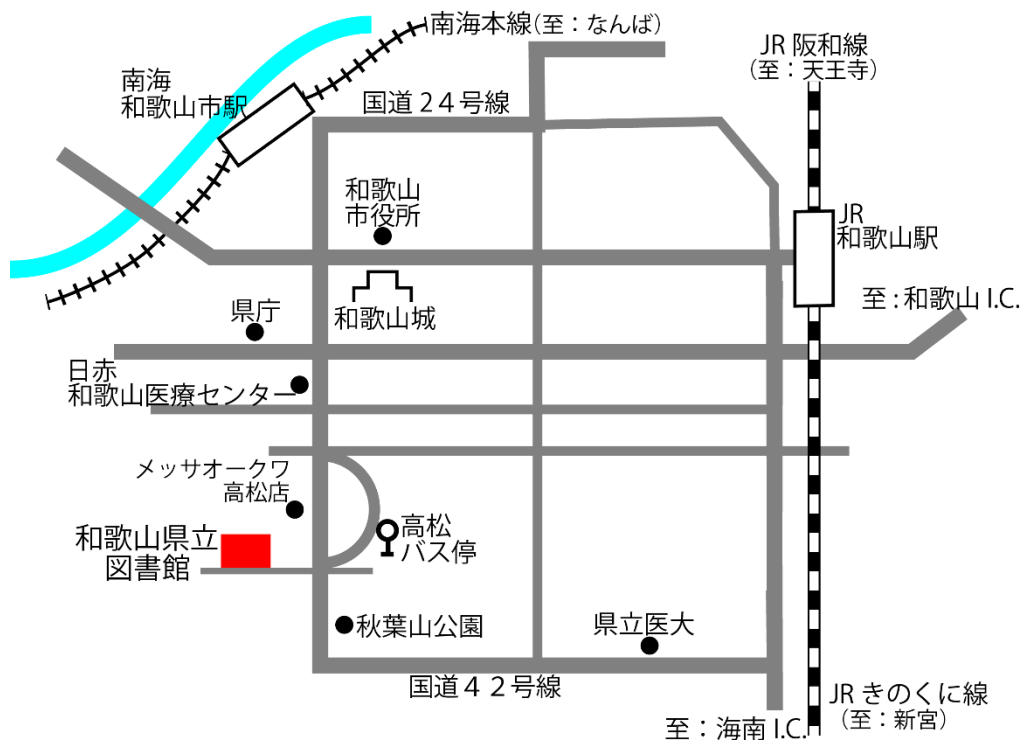 南海本線(至：なんば)
JR 阪和線
(至：天王寺)
南海
和歌山市駅
国道24号線
和歌山
市役所
JR
和歌山駅
至：和歌山 I.C.
県庁
和歌山城
日赤
和歌山医療センター
メッサオークワ
高松店
高松
バス停
和歌山県立
図書館
秋葉山公園
県立医大
国道４２号線
JR きのくに線
(至：新宮)
至：海南 I.C.